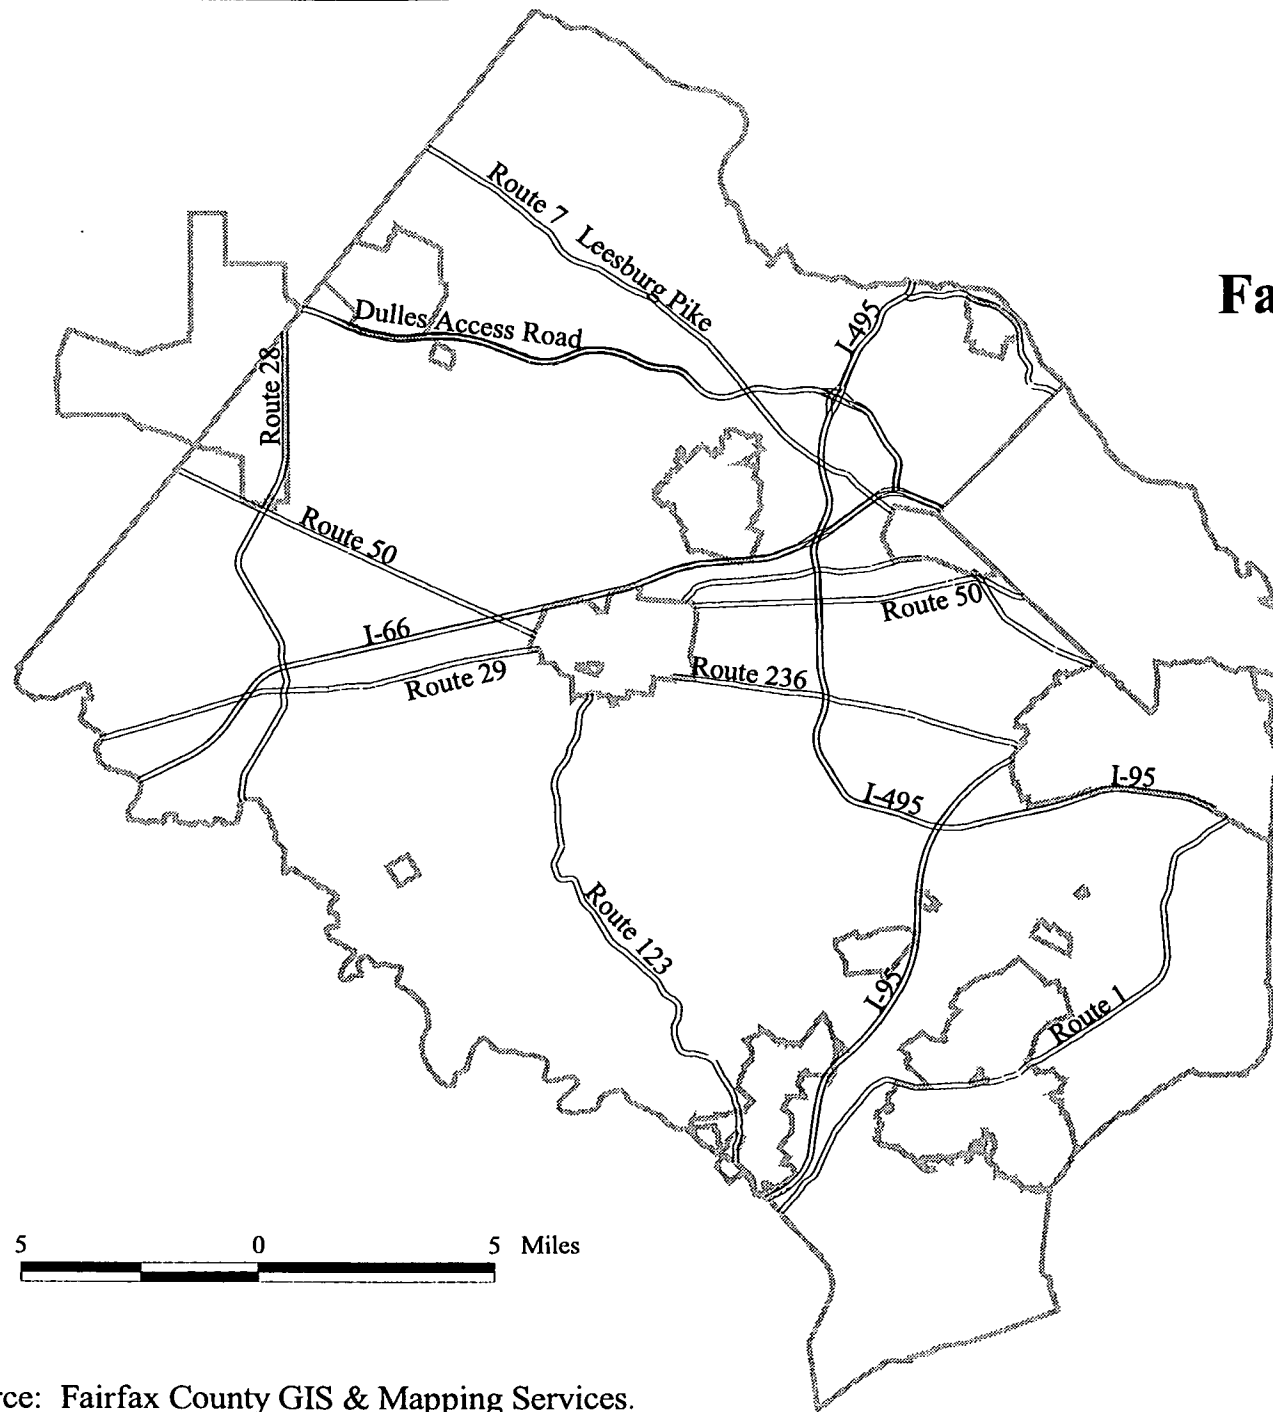 Route 7 Leesburg Pike
Fa
Dulles Access Road
I-495
Route 28
Route 50
Route 50
I-66
Route 29
Route 236
I-95
I-495
Route 123
I-95
Route 1
5 0 5 Miles
rce: Fairfax County GIS & Mapping Services.